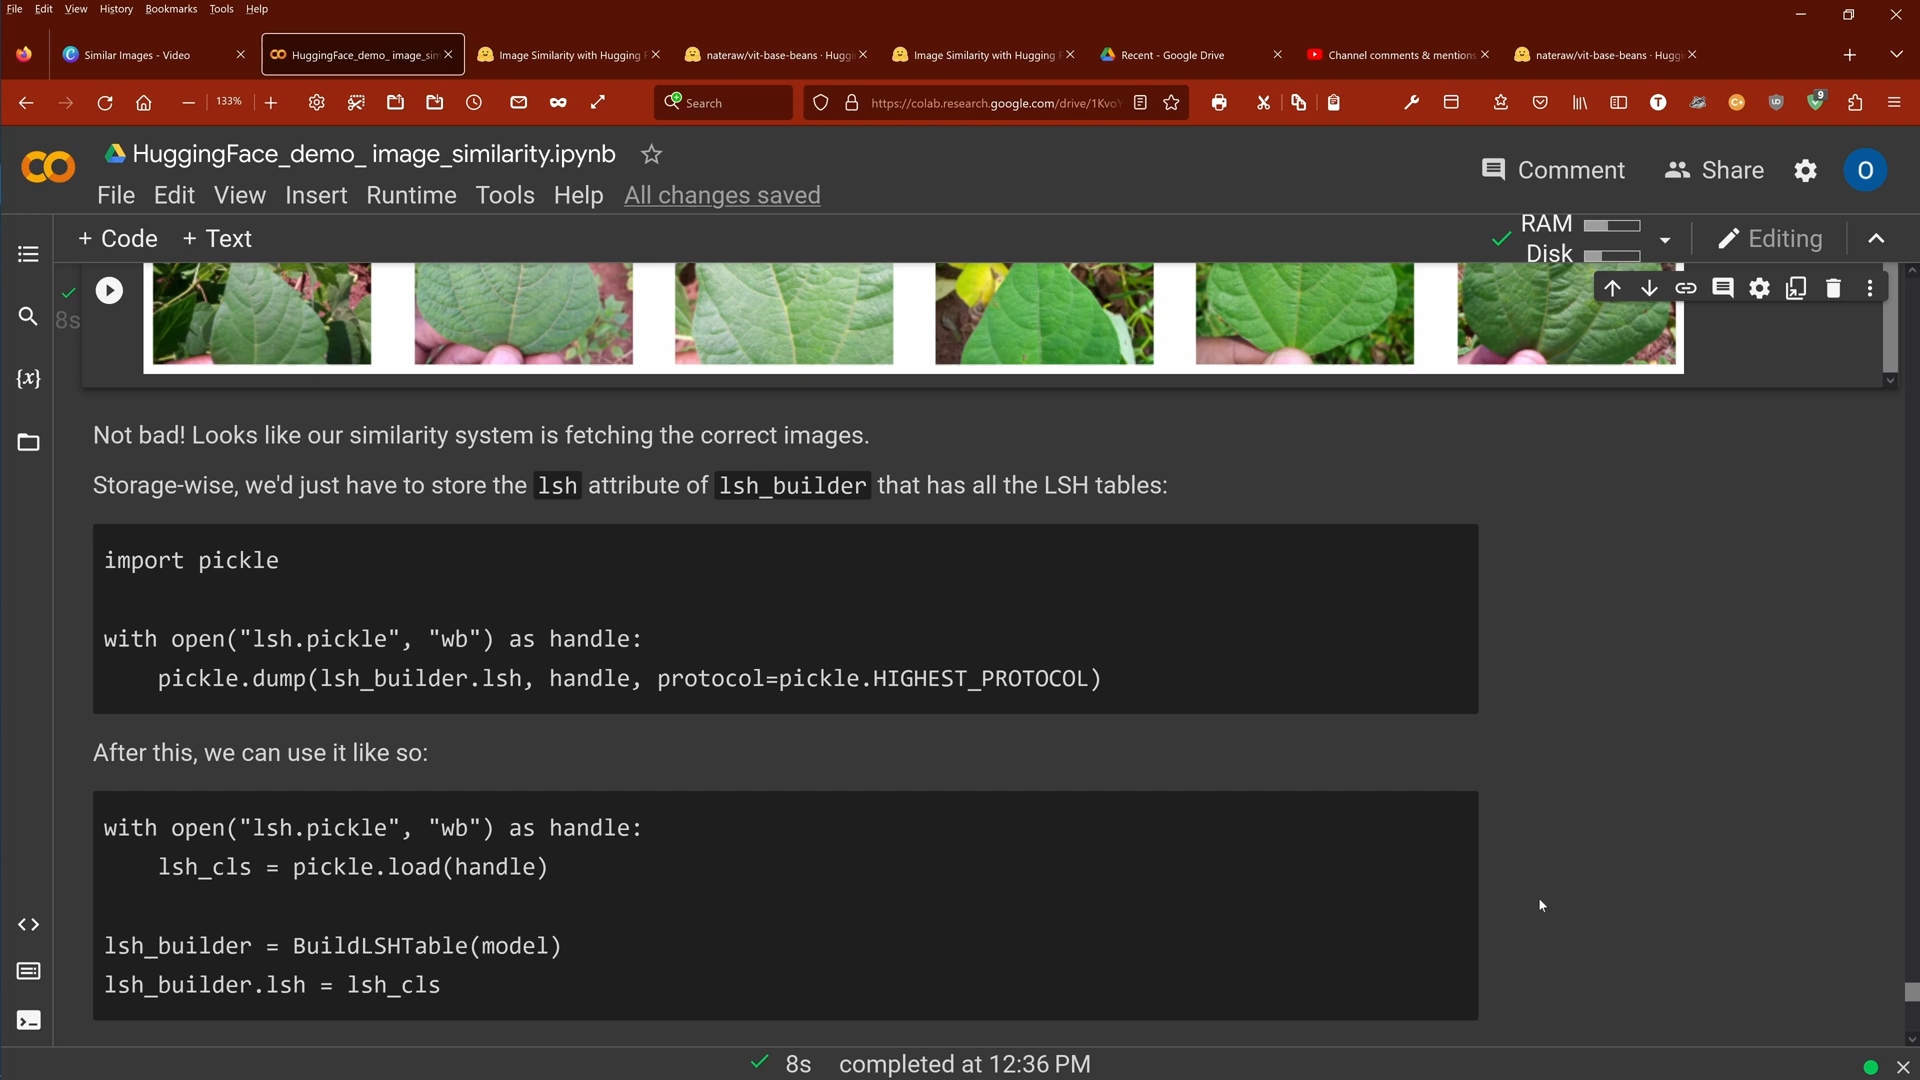 File Edit View History Bookmarks Tools Help
Similar Images - Video
HuggingFace_demo_ image_sim
Image Similarity with Hugging F
nateraw/vit-base-beans · Huggi
Image Similarity with Hugging F
Recent - Google Drive
Channel comments & mentions
nateraw/vit-base-beans · Huggi
133%
Search
https://colab.research.google.com/drive/1Kvo
9
HuggingFace_demo_ image_similarity.ipynb
Comment
Share
O
File Edit View Insert Runtime Tools Help All changes saved
+ Code + Text
RAM
Disk
Editing
8s
Not bad! Looks like our similarity system is fetching the correct images.
Storage-wise, we'd just have to store the lsh attribute of lsh_builder that has all the LSH tables:
import pickle
with open("lsh.pickle", "wb") as handle:
    pickle.dump(lsh_builder.lsh, handle, protocol=pickle.HIGHEST_PROTOCOL)
After this, we can use it like so:
with open("lsh.pickle", "wb") as handle:
    lsh_cls = pickle.load(handle)
lsh_builder = BuildLSHTable(model)
lsh_builder.lsh = lsh_cls
8s completed at 12:36 PM